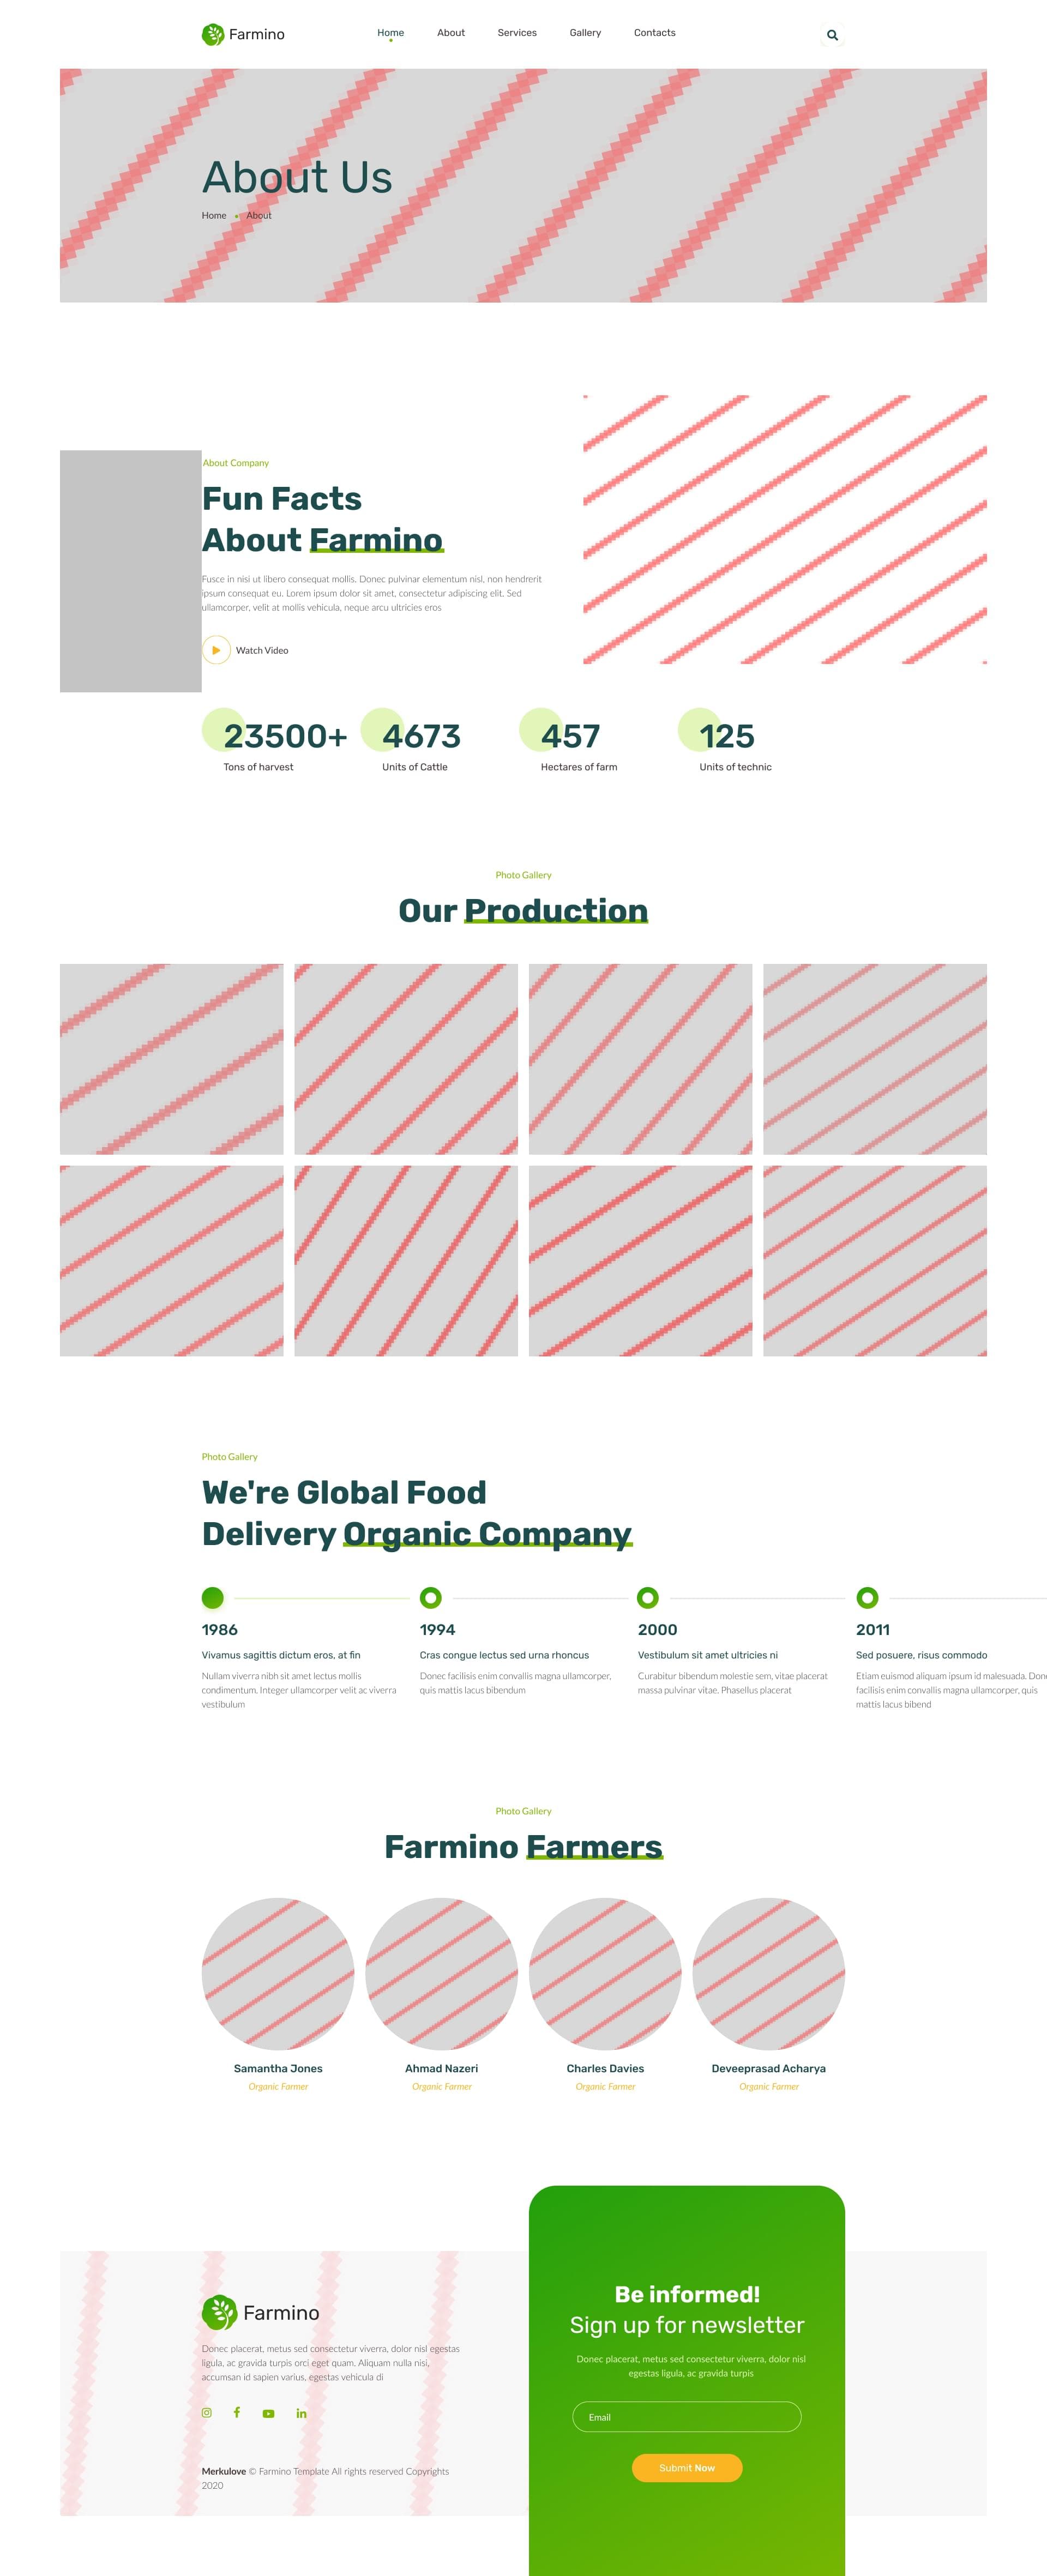 Farmino
Home About Services Gallery Contacts
About Us
Home • About
About Company
Fun Facts
About Farmino
Fusce in nisi ut libero consequat mollis. Donec pulvinar elementum nisl, non hendrerit
ipsum consequat eu. Lorem ipsum dolor sit amet, consectetur adipiscing elit. Sed
ullamcorper, velit at mollis vehicula, neque arcu ultricies eros
Watch Video
23500+ 4673 457 125
Tons of harvest Units of Cattle Hectares of farm Units of technic
Photo Gallery
Our Production
Photo Gallery
We're Global Food
Delivery Organic Company
1986
Vivamus sagittis dictum eros, at fin
Nullam viverra nibh sit amet lectus mollis
condimentum. Integer ullamcorper velit ac viverra
vestibulum
1994
Cras congue lectus sed urna rhoncus
Donec facilisis enim convallis magna ullamcorper,
quis mattis lacus bibendum
2000
Vestibulum sit amet ultricies ni
Curabitur bibendum molestie sem, vitae placerat
massa pulvinar vitae. Phasellus placerat
2011
Sed posuere, risus commodo
Etiam euismod aliquam ipsum id malesuada.
facilisis enim convallis magna ullamcorper, quis
mattis lacus bibend
Photo Gallery
Farmino Farmers
Samantha Jones
Organic Farmer
Ahmad Nazeri
Organic Farmer
Charles Davies
Organic Farmer
Deveeprasad Acharya
Organic Farmer
Farmino
Donec placerat, metus sed consectetur viverra, dolor nisl egestas
ligula, ac gravida turpis orci eget quam. Aliquam nulla nisi,
accumsan id sapien varius, egestas vehicula di
Merkulove © Farmino Template All rights reserved Copyrights
2020
Be informed!
Sign up for newsletter
Donec placerat, metus sed consectetur viverra, dolor nisl
egestas ligula, ac gravida turpis
Email
Submit Now